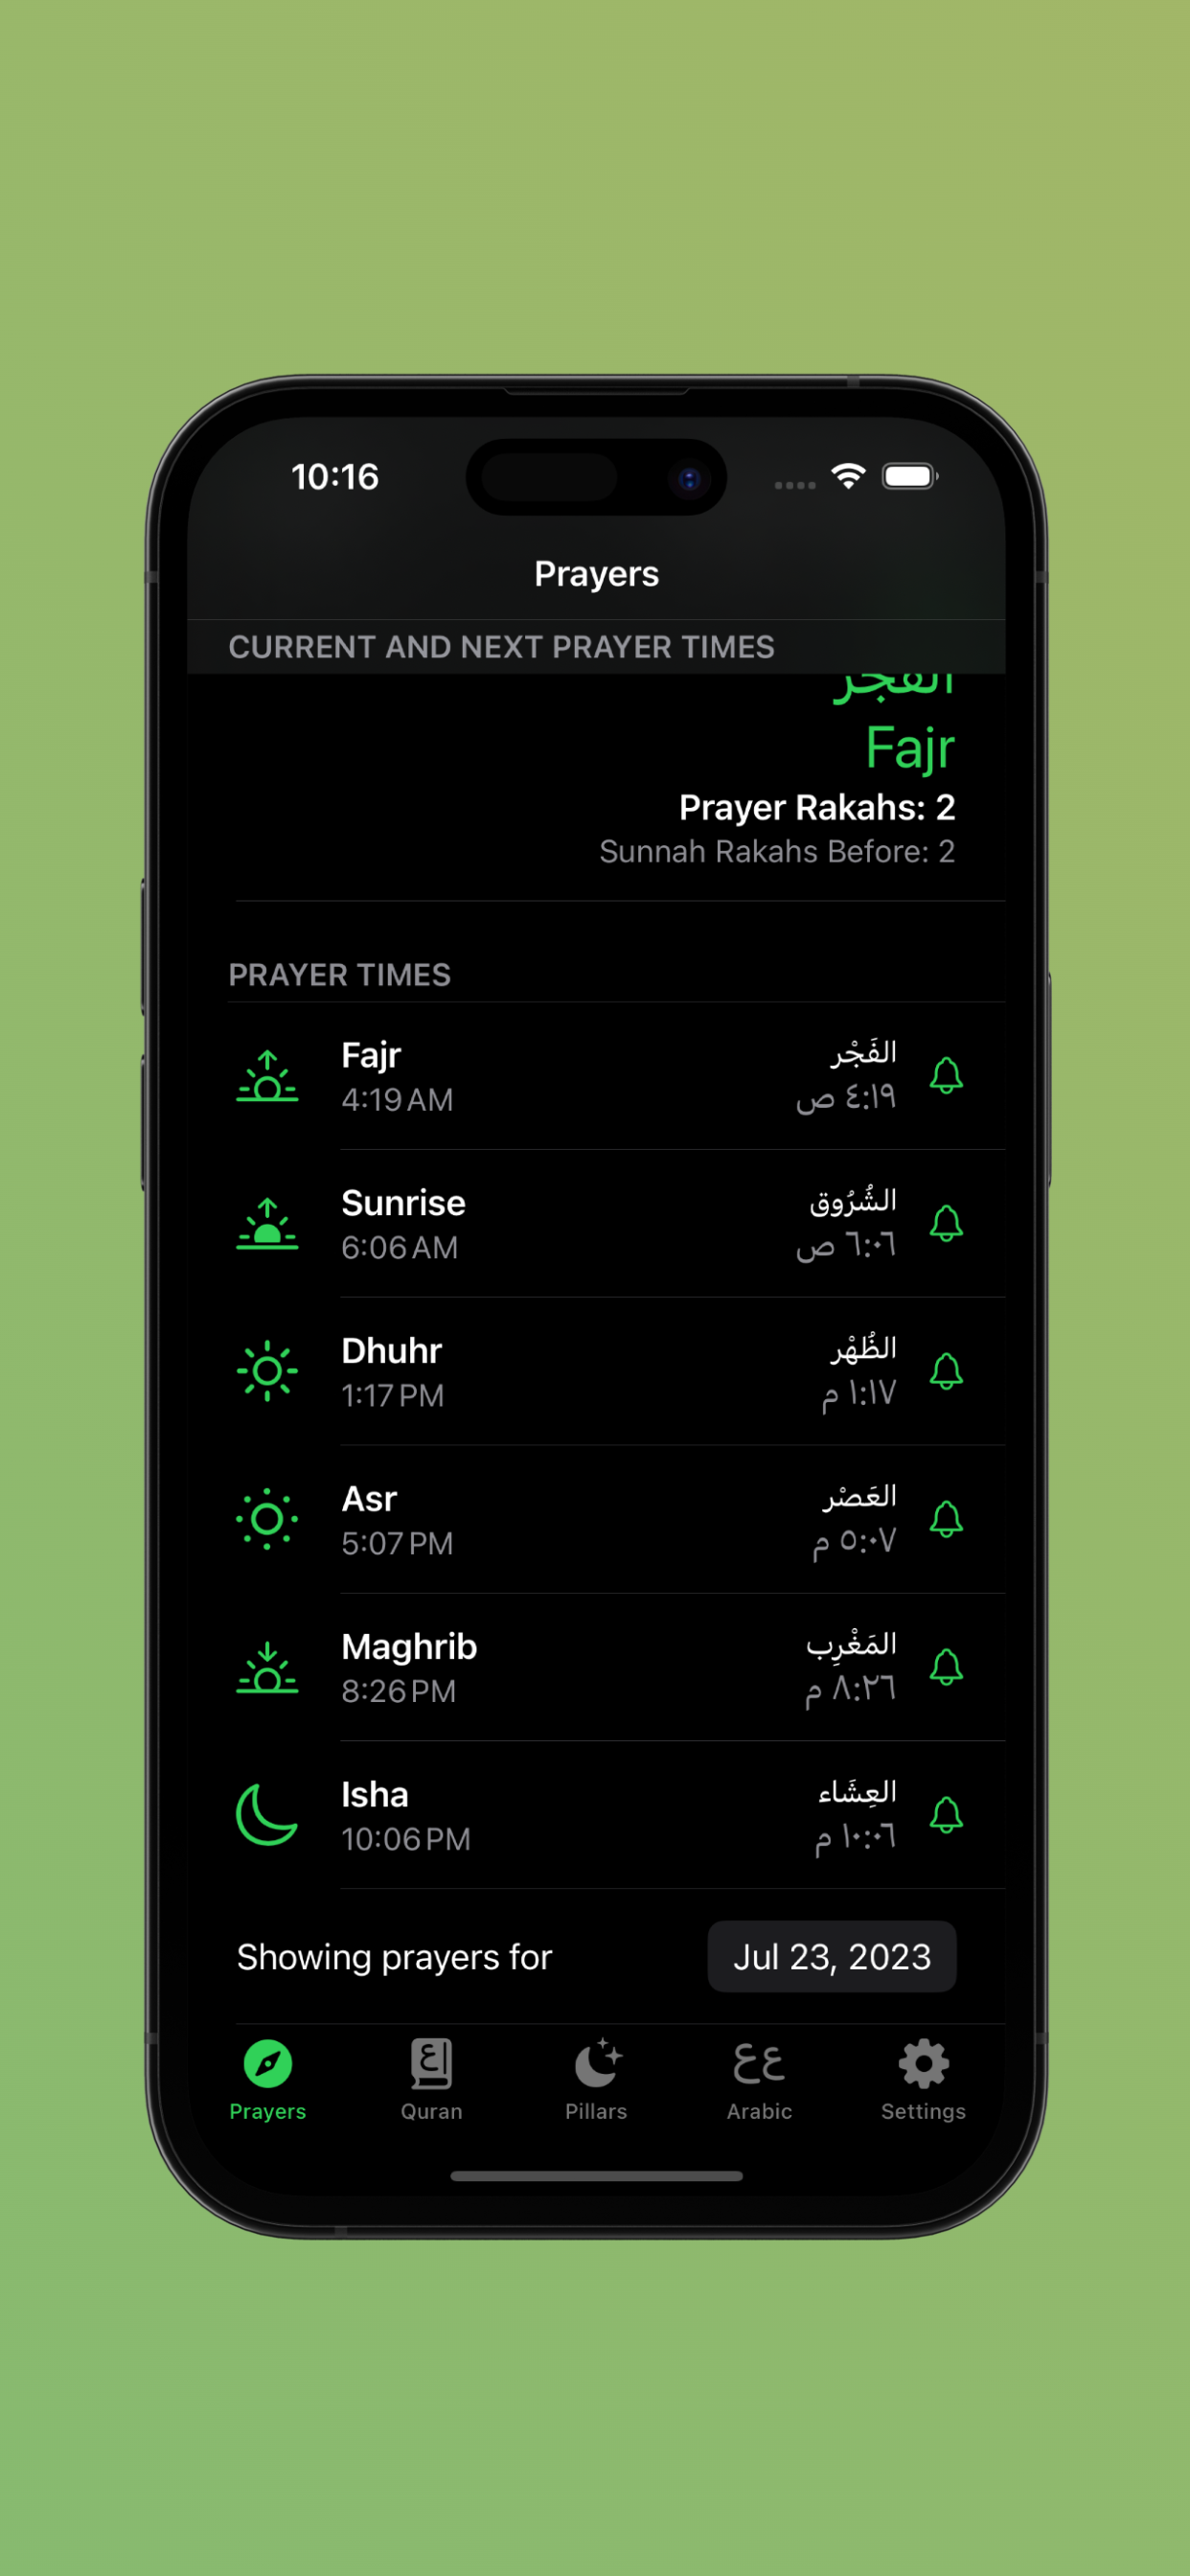 10:16
Prayers
CURRENT AND NEXT PRAYER TIMES
الفَجْر
Fajr
Prayer Rakahs: 2
Sunnah Rakahs Before: 2
PRAYER TIMES
Fajr
الفَجْر
4:19 AM
٤:١٩ ص
Sunrise
الشُرُوق
6:06 AM
٦:٠٦ ص
Dhuhr
الظُهْر
1:17 PM
١:١٧ م
Asr
العَصْر
5:07 PM
٥:٠٧ م
Maghrib
المَغْرِب
8:26 PM
٨:٢٦ م
Isha
العِشَاء
10:06 PM
١٠:٠٦ م
Showing prayers for
Jul 23, 2023
Prayers
Quran
Pillars
ع ع
Arabic
Settings